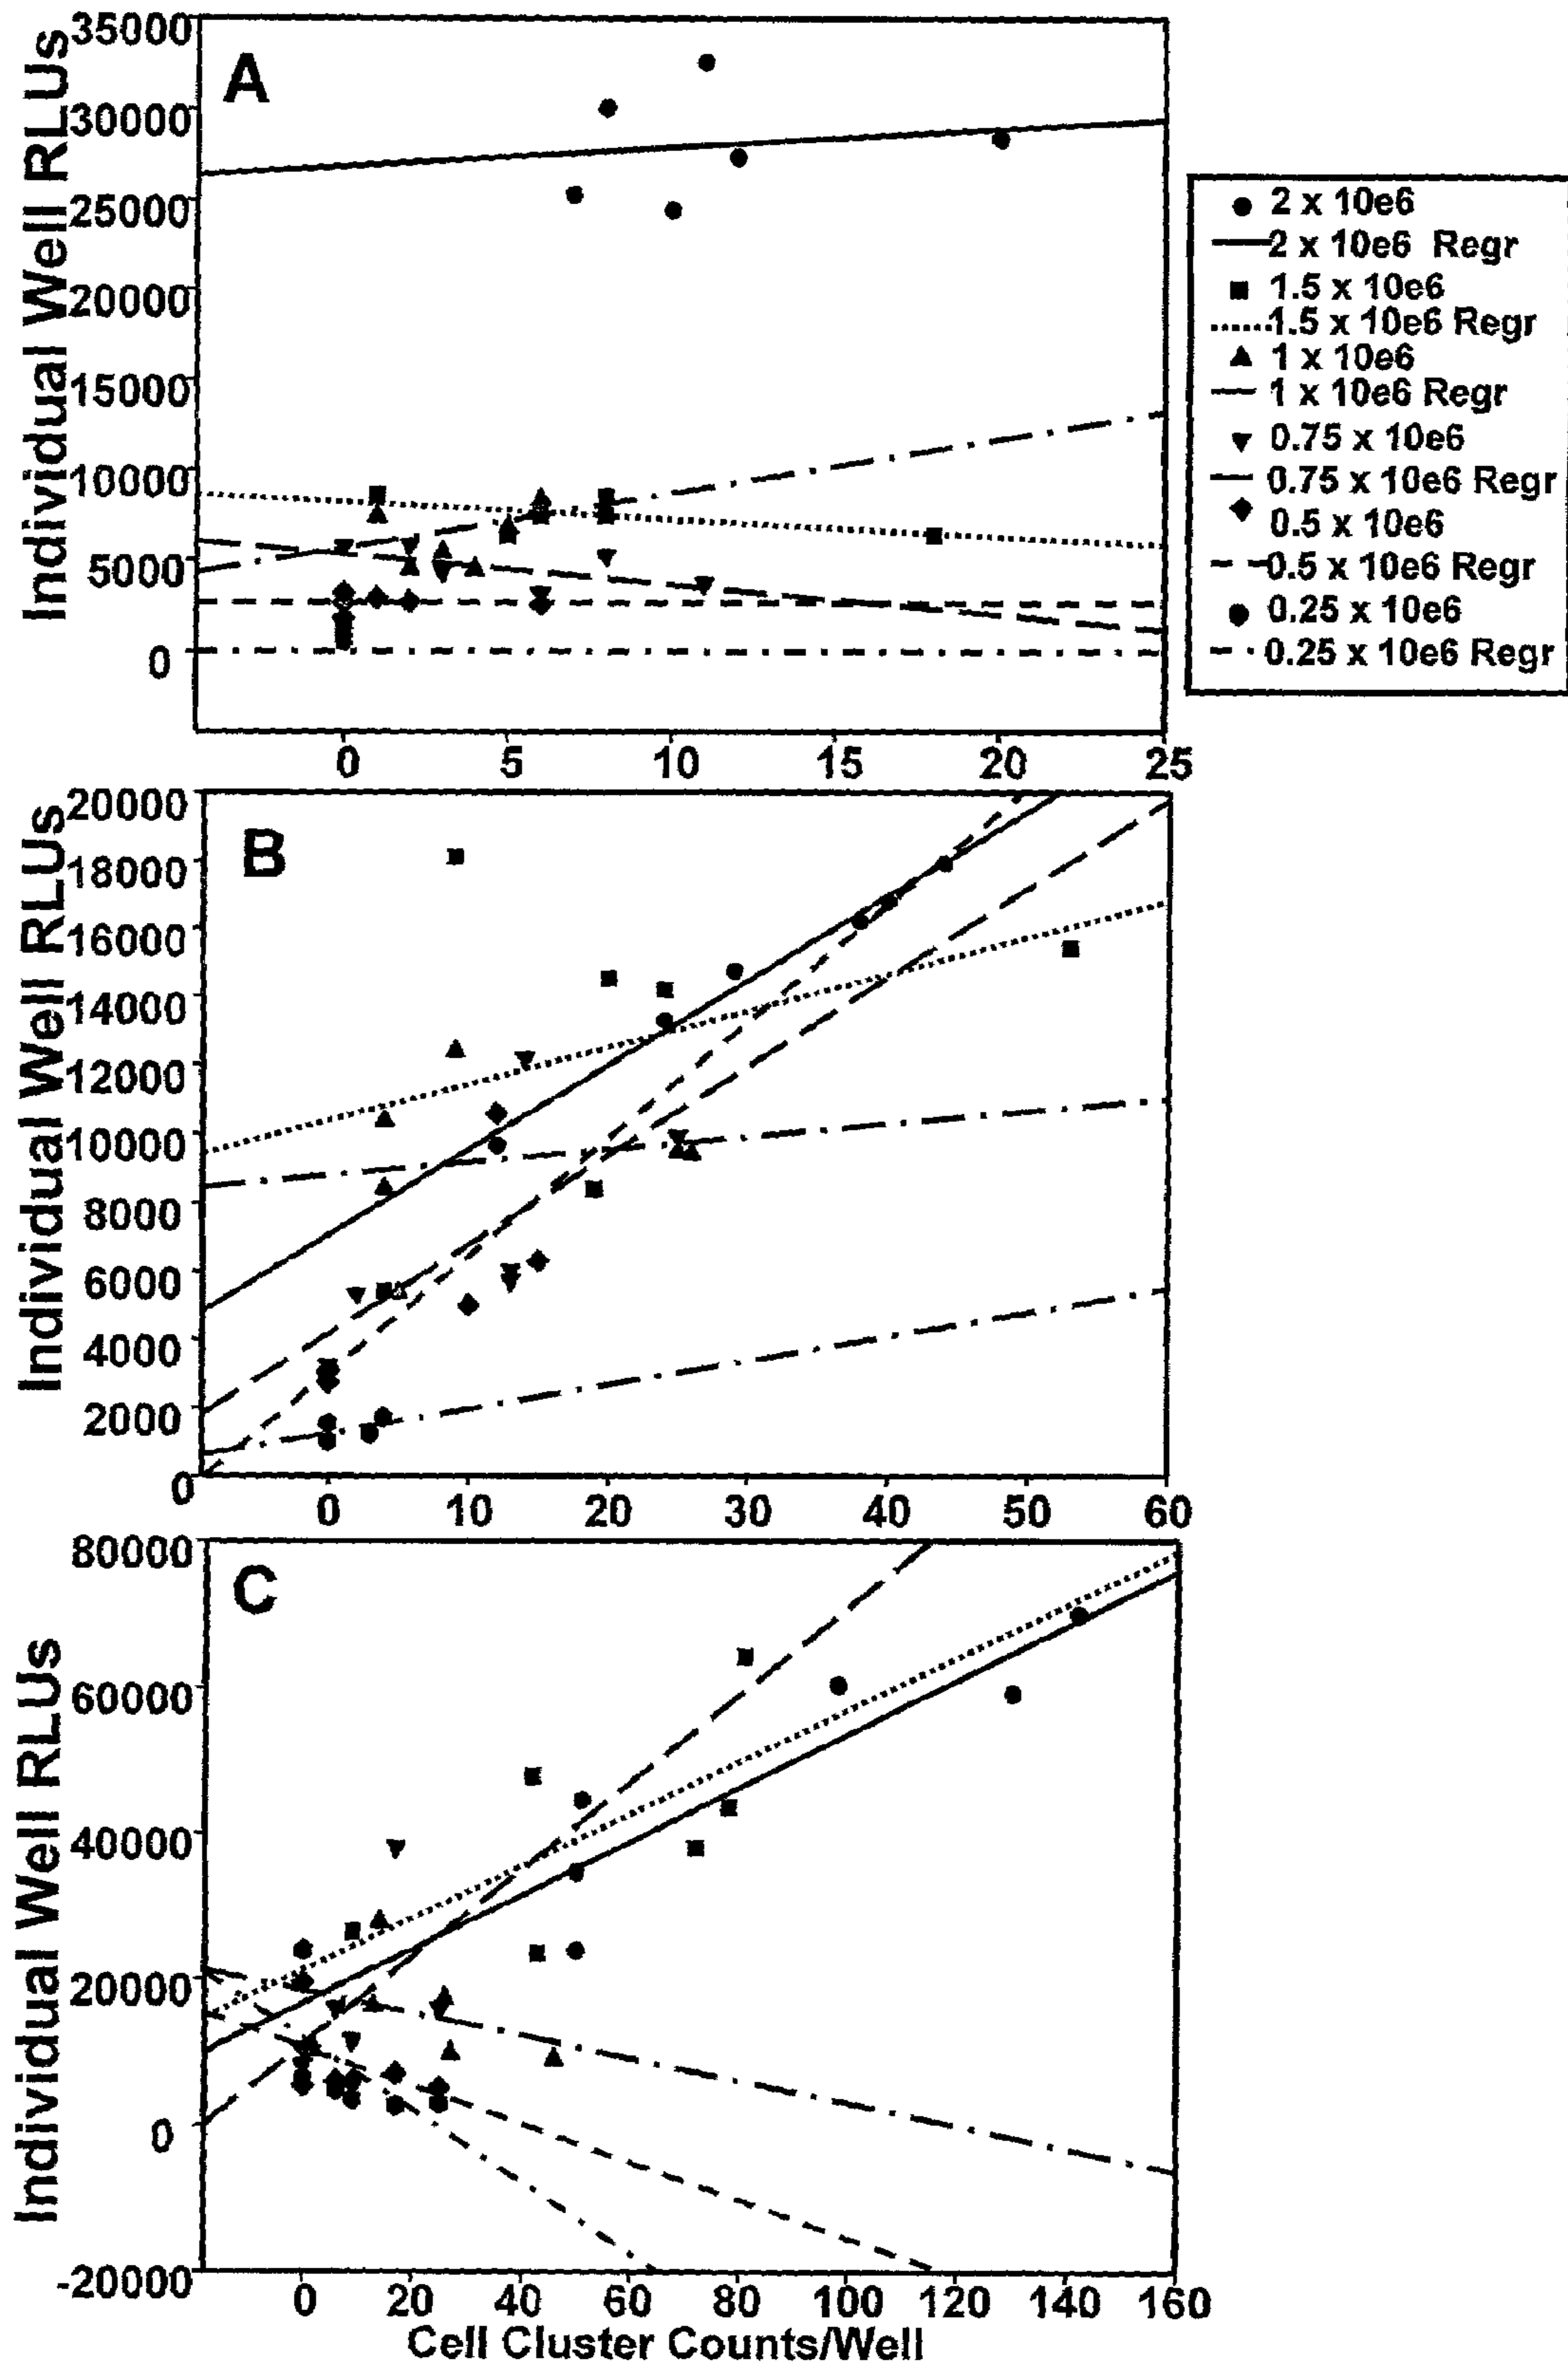 A
Individual Well RLUs
35000
30000
25000
20000
15000
10000
5000
0
0 5 10 15 20 25
2 x 10e6
2 x 10e6 Regr
1.5 x 10e6
1.5 x 10e6 Regr
1 x 10e6
1 x 10e6 Regr
0.75 x 10e6
0.75 x 10e6 Regr
0.5 x 10e6
0.5 x 10e6 Regr
0.25 x 10e6
0.25 x 10e6 Regr
B
Individual Well RLUs
20000
18000
16000
14000
12000
10000
8000
6000
4000
2000
0
0 10 20 30 40 50 60
C
Individual Well RLUs
80000
60000
40000
20000
0
-20000
0 20 40 60 80 100 120 140 160
Cell Cluster Counts/Well